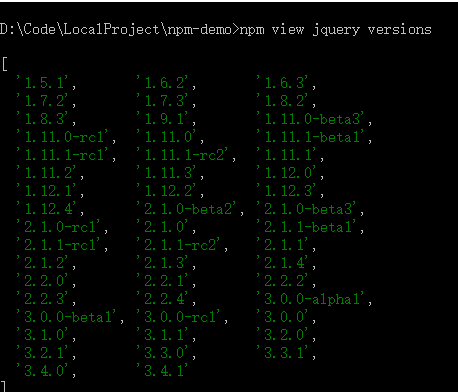 D:\Code\LocalProject\npm-demo>npm view jquery versions
[
'1.5.1', '1.6.2', '1.6.3',
'1.7.2', '1.7.3', '1.8.2',
'1.8.3', '1.9.1', '1.11.0-beta3',
'1.11.0-rc1', '1.11.0', '1.11.1-beta1',
'1.11.1-rc1', '1.11.1-rc2', '1.11.1',
'1.11.2', '1.11.3', '1.12.0',
'1.12.1', '1.12.2', '1.12.3',
'1.12.4', '2.1.0-beta2', '2.1.0-beta3',
'2.1.0-rc1', '2.1.0', '2.1.1-beta1',
'2.1.1-rc1', '2.1.1-rc2', '2.1.1',
'2.1.2', '2.1.3', '2.1.4',
'2.2.0', '2.2.1', '2.2.2',
'2.2.3', '2.2.4', '3.0.0-alpha1',
'3.0.0-beta1', '3.0.0-rc1', '3.0.0',
'3.1.0', '3.1.1', '3.2.0',
'3.2.1', '3.3.0', '3.3.1',
'3.4.0', '3.4.1'
]